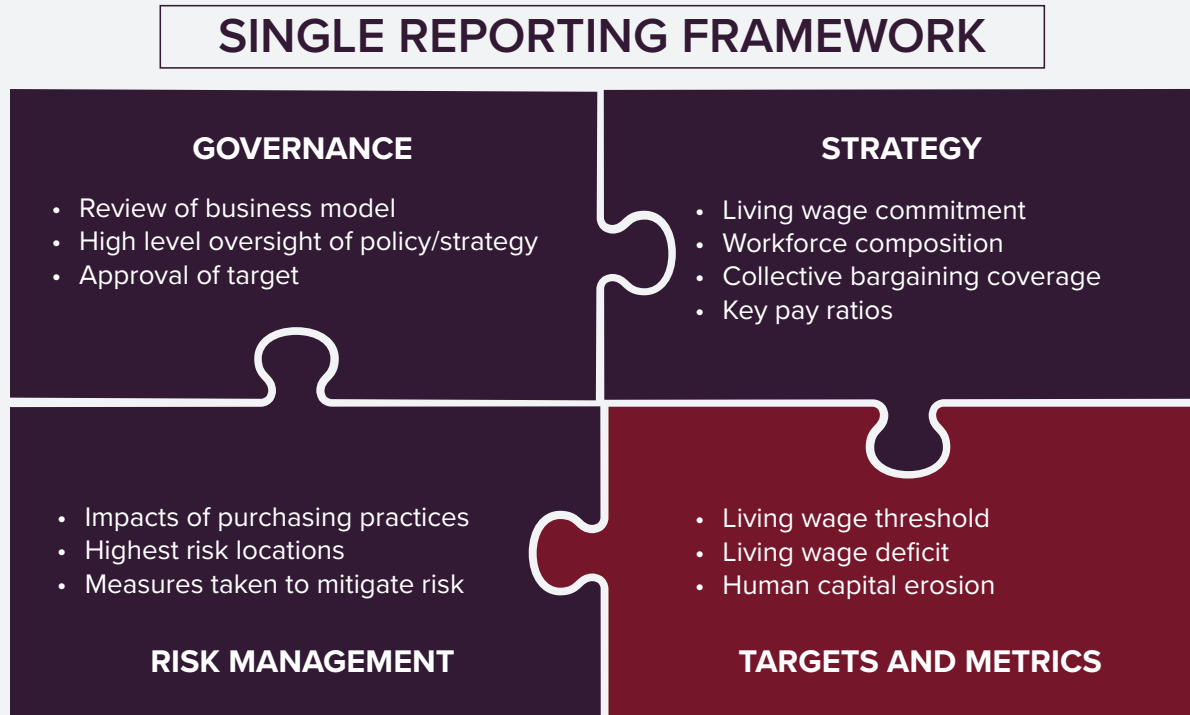 SINGLE REPORTING FRAMEWORK
GOVERNANCE
• Review of business model
• High level oversight of policy/strategy
• Approval of target
STRATEGY
• Living wage commitment
• Workforce composition
• Collective bargaining coverage
• Key pay ratios
• Impacts of purchasing practices
• Highest risk locations
• Measures taken to mitigate risk
RISK MANAGEMENT
• Living wage threshold
• Living wage deficit
• Human capital erosion
TARGETS AND METRICS